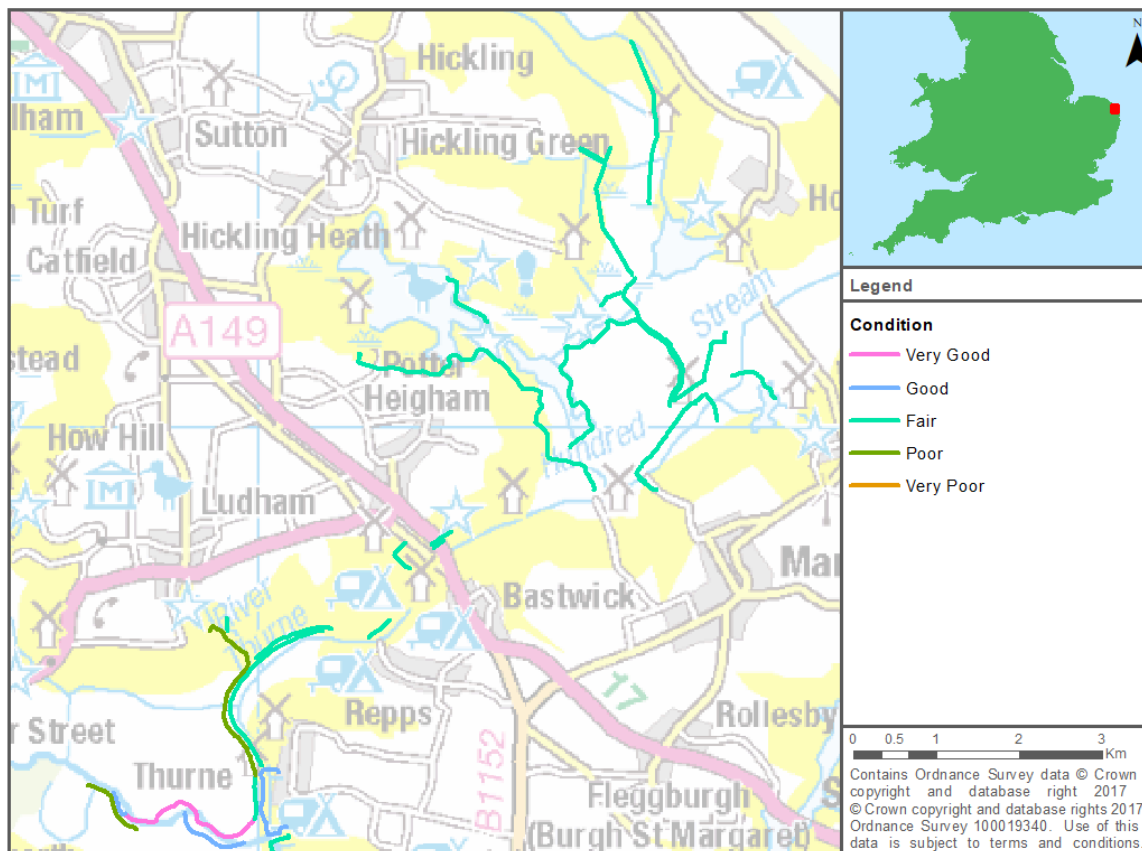 Hickling
lham
Sutton
Hickling Green
Ho
n Turf
Hickling Heath
Catfield
Stream
A149
stead
Potter
Heigham
How Hill
Hundred
Ludham
Mar
River
Thurne
Bastwick
17
Repps
Rollesby
er Street
Thurne
B1152
Fleggburgh
(Burgh St Margaret)
S
N
Legend
Condition
Very Good
Good
Fair
Poor
Very Poor
0 0.5 1 2 3
Km
Contains Ordnance Survey data © Crown
copyright and database right 2017
© Crown copyright and database rights 2017
Ordnance Survey 100019340. Use of this
data is subject to terms and conditions